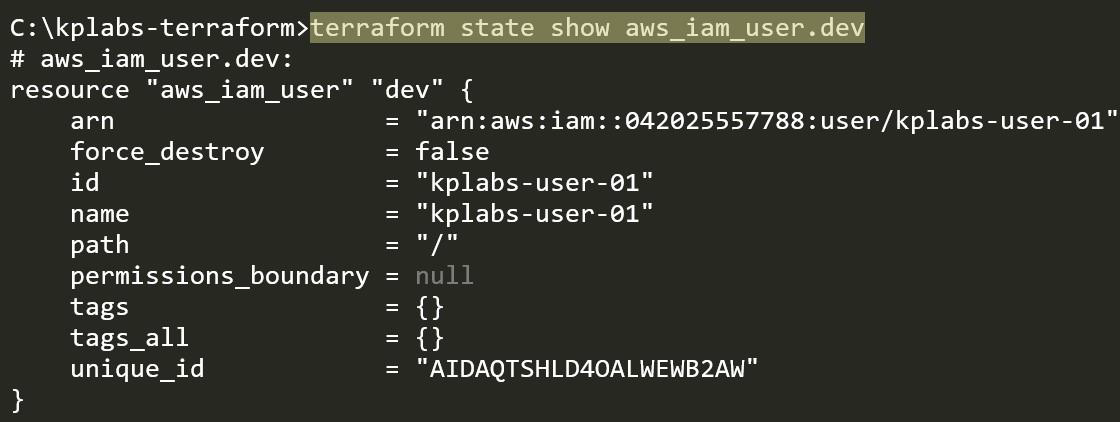 C:\kplabs-terraform>terraform state show aws_iam_user.dev
# aws_iam_user.dev:
resource "aws_iam_user" "dev" {
    arn                  = "arn:aws:iam::042025557788:user/kplabs-user-01"
    force_destroy        = false
    id                   = "kplabs-user-01"
    name                 = "kplabs-user-01"
    path                 = "/"
    permissions_boundary = null
    tags                 = {}
    tags_all             = {}
    unique_id            = "AIDAQTSHLD4OALWEWB2AW"
}